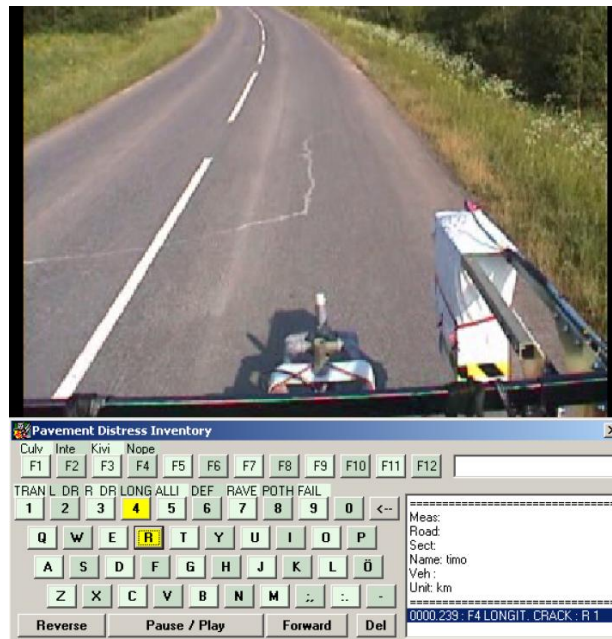 Pavement Distress Inventory
Culv Inte Kivi Nope
F1 F2 F3 F4 F5 F6 F7 F8 F9 F10 F11 F12
TRAN L DR R DR LONG ALLI DEF RAVE POTH FAIL
1 2 3 4 5 6 7 8 9 0 <--
Q W E R T Y U I O P
A S D F G H J K L Ö
Z X C V B N M ;, :. -
Reverse Pause / Play Forward Del
====================
Meas:
Road:
Sect:
Name: timo
Veh :
Unit: km
====================
0000.239 : F4 LONGIT. CRACK : R 1